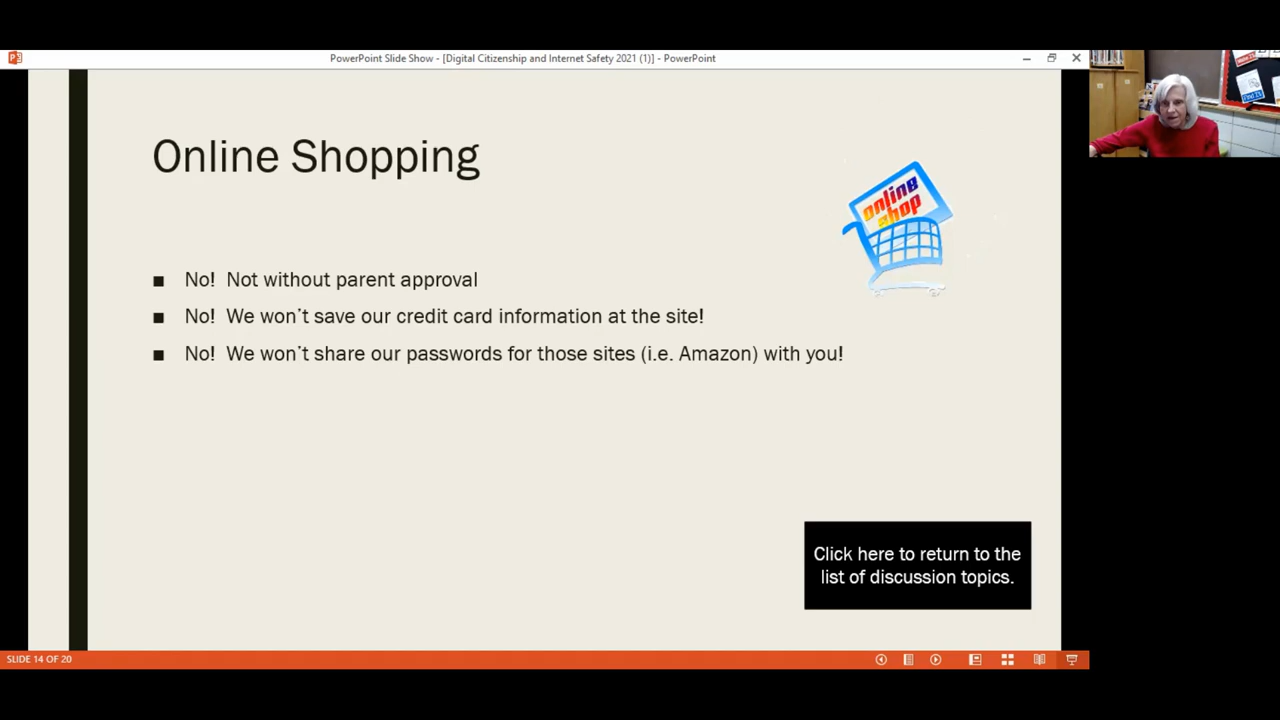 PowerPoint Slide Show - [Digital Citizenship and Internet Safety 2021 (1)] - PowerPoint
Online Shopping
online
shop
■ No! Not without parent approval
■ No! We won't save our credit card information at the site!
■ No! We won't share our passwords for those sites (i.e. Amazon) with you!
Click here to return to the
list of discussion topics.
SLIDE 14 OF 20